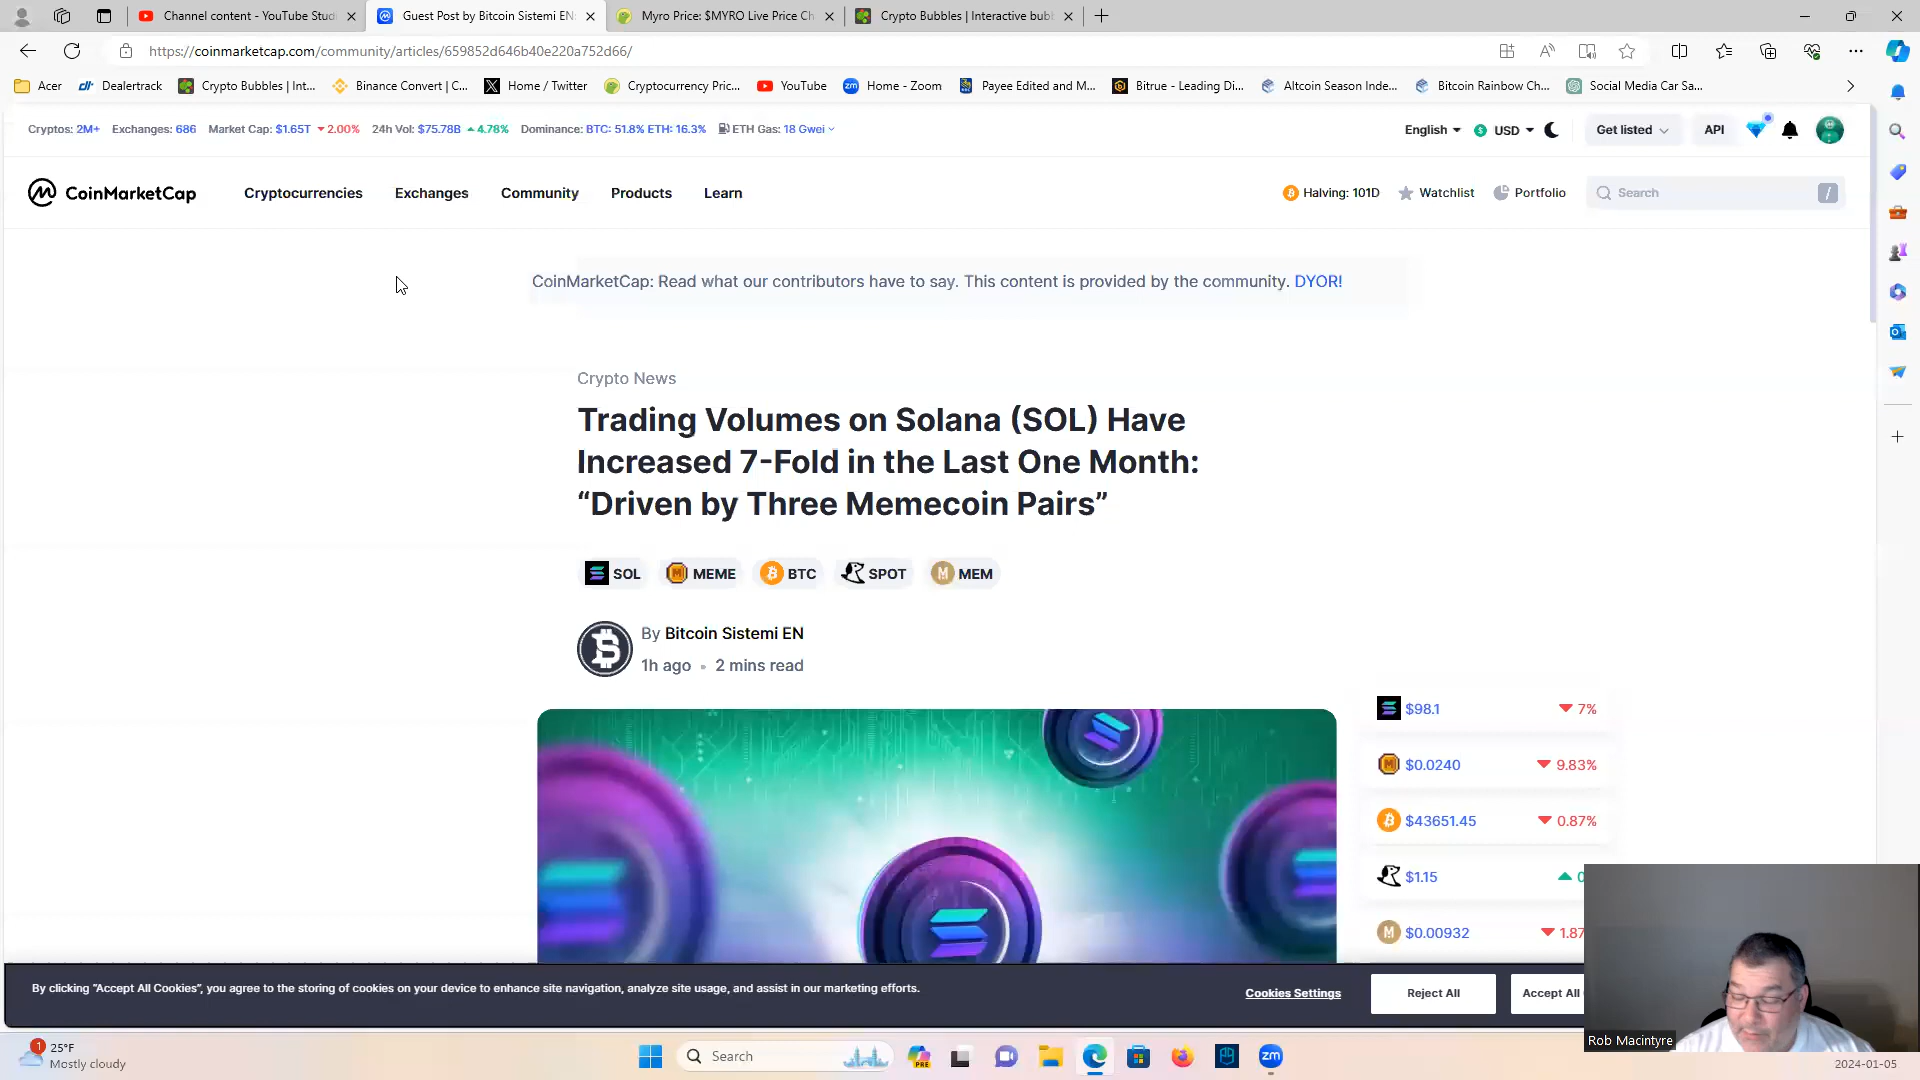 Channel content - YouTube Stud
Guest Post by Bitcoin Sistemi EN:
Myro Price: $MYRO Live Price Ch
Crypto Bubbles | Interactive bub
https://coinmarketcap.com/community/articles/659852d646b40e220a752d66/
Acer
Dealertrack
Crypto Bubbles | Int...
Binance Convert | C...
Home / Twitter
Cryptocurrency Pric...
YouTube
Home - Zoom
Payee Edited and M...
Bitrue - Leading Di...
Altcoin Season Inde...
Bitcoin Rainbow Ch...
Social Media Car Sa...
Cryptos: 2M+ Exchanges: 686 Market Cap: $1.65T 2.00% 24h Vol: $75.78B 4.78% Dominance: BTC: 51.8% ETH: 16.3% ETH Gas: 18 Gwei
English USD Get listed API
CoinMarketCap
Cryptocurrencies Exchanges Community Products Learn
Halving: 101D Watchlist Portfolio Search /
CoinMarketCap: Read what our contributors have to say. This content is provided by the community. DYOR!
Crypto News
Trading Volumes on Solana (SOL) Have
Increased 7-Fold in the Last One Month:
“Driven by Three Memecoin Pairs”
SOL MEME BTC SPOT MEM
By Bitcoin Sistemi EN
1h ago • 2 mins read
$98.1 7%
$0.0240 9.83%
$43651.45 0.87%
$1.15 0
$0.00932 1.87
By clicking “Accept All Cookies”, you agree to the storing of cookies on your device to enhance site navigation, analyze site usage, and assist in our marketing efforts.
Cookies Settings
Reject All
Accept All
Rob Macintyre
1
25°F
Mostly cloudy
Search
PRE
zm
2024-01-05